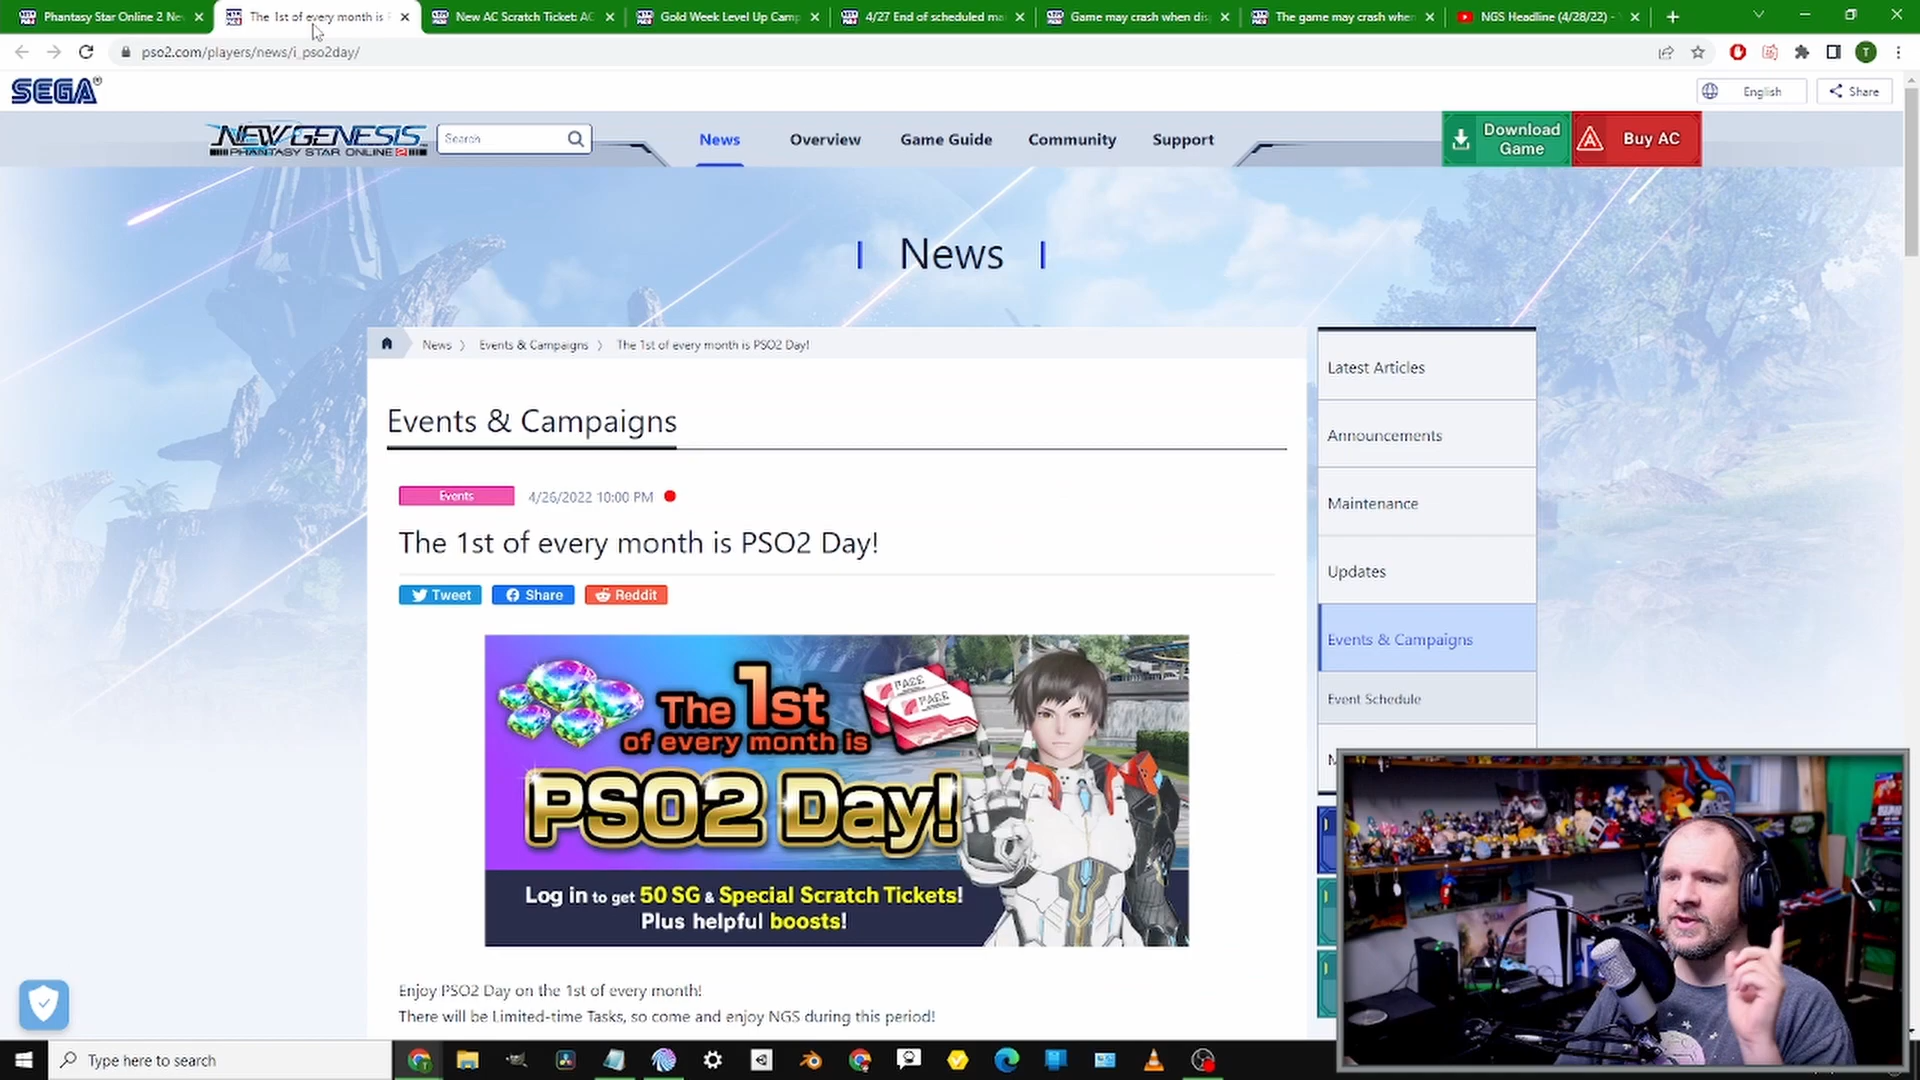 Phantasy Star Online 2 Ne
The 1st of every month is
New AC Scratch Ticket: AC
Gold Week Level Up Camp
4/27 End of scheduled ma
Game may crash when dis
The game may crash when
NGS Headline (4/28/22) -
pso2.com/players/news/i_pso2day/
T
SEGA
English
Share
NEW GENESIS
PHANTASY STAR ONLINE 2
Search
News
Overview
Game Guide
Community
Support
Download
Game
Buy AC
News
News
Events & Campaigns
The 1st of every month is PSO2 Day!
Latest Articles
Announcements
Maintenance
Updates
Events & Campaigns
Event Schedule
Events & Campaigns
Events
4/26/2022 10:00 PM
The 1st of every month is PSO2 Day!
Tweet
Share
Reddit
The 1st
of every month is
PSO2 Day!
Log in to get 50 SG & Special Scratch Tickets!
Plus helpful boosts!
Enjoy PSO2 Day on the 1st of every month!
There will be Limited-time Tasks, so come and enjoy NGS during this period!
Type here to search